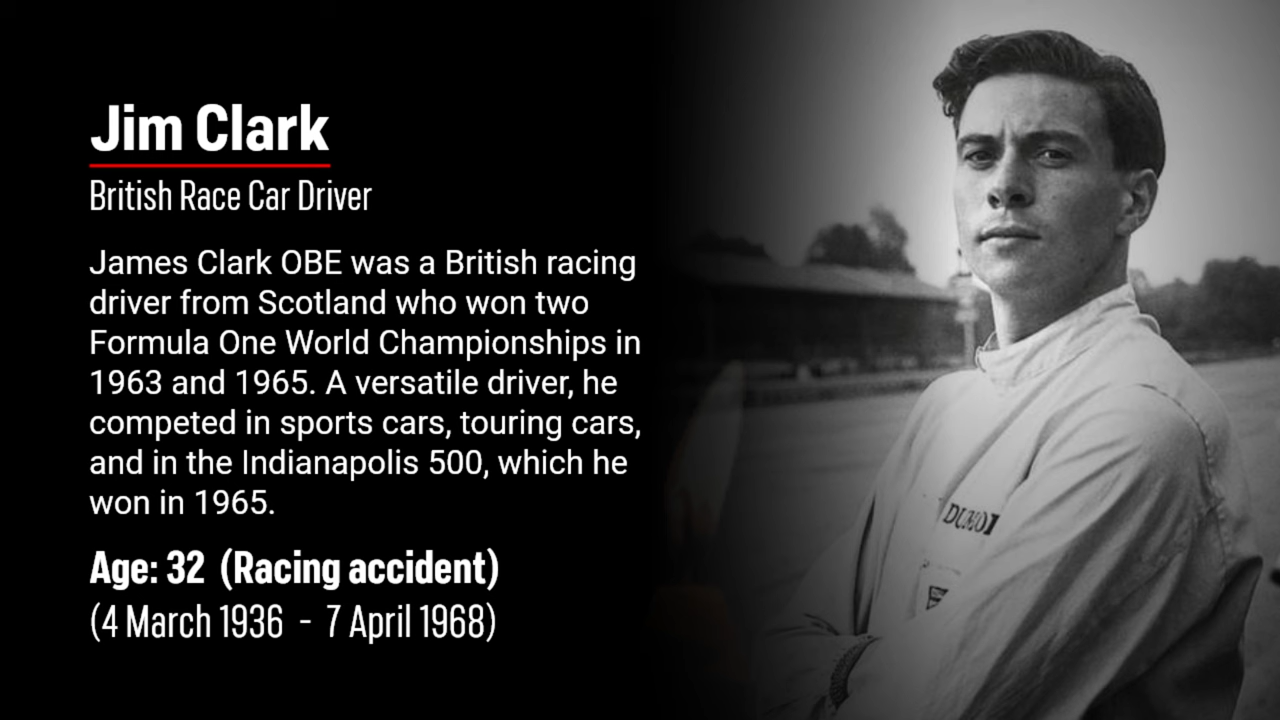 Jim Clark
British Race Car Driver
James Clark OBE was a British racing
driver from Scotland who won two
Formula One World Championships in
1963 and 1965. A versatile driver, he
competed in sports cars, touring cars,
and in the Indianapolis 500, which he
won in 1965.
Age: 32 (Racing accident)
(4 March 1936 - 7 April 1968)